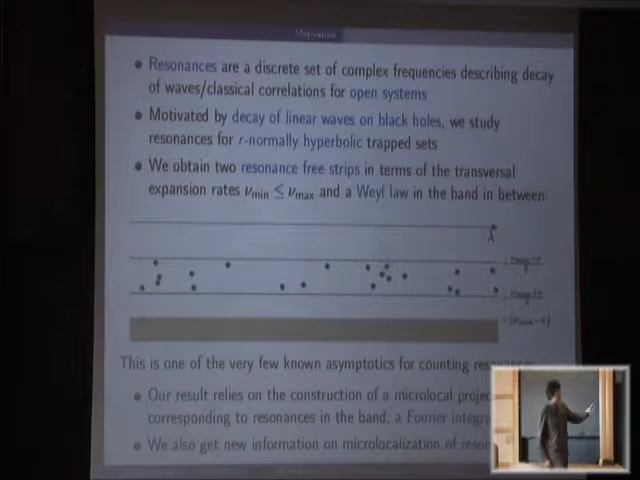 Motivation
• Resonances are a discrete set of complex frequencies describing decay
of waves/classical correlations for open systems
• Motivated by decay of linear waves on black holes, we study
resonances for r-normally hyperbolic trapped sets
• We obtain two resonance free strips in terms of the transversal
expansion rates ν_min ≤ ν_max and a Weyl law in the band in between
λ
This is one of the very few known asymptotics for counting
• Our result relies on the construction of a microlocal
corresponding to resonances in the band, a Fourier
• We also get new information on microlocalization of